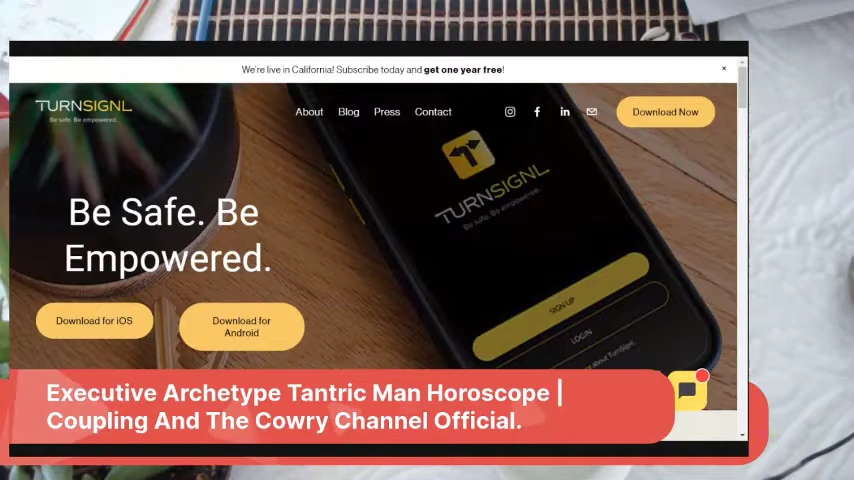 We're live in California! Subscribe today and get one year free!
×
TURNSIGNL
Be safe. Be empowered.
About Blog Press Contact
Download Now
TURNSIGNL
Be safe. Be empowered.
Be Safe. Be
Empowered.
SIGN UP
Download for iOS
Download for
Android
LOGIN
about TurnSignl
Executive Archetype Tantric Man Horoscope |
Coupling And The Cowry Channel Official.